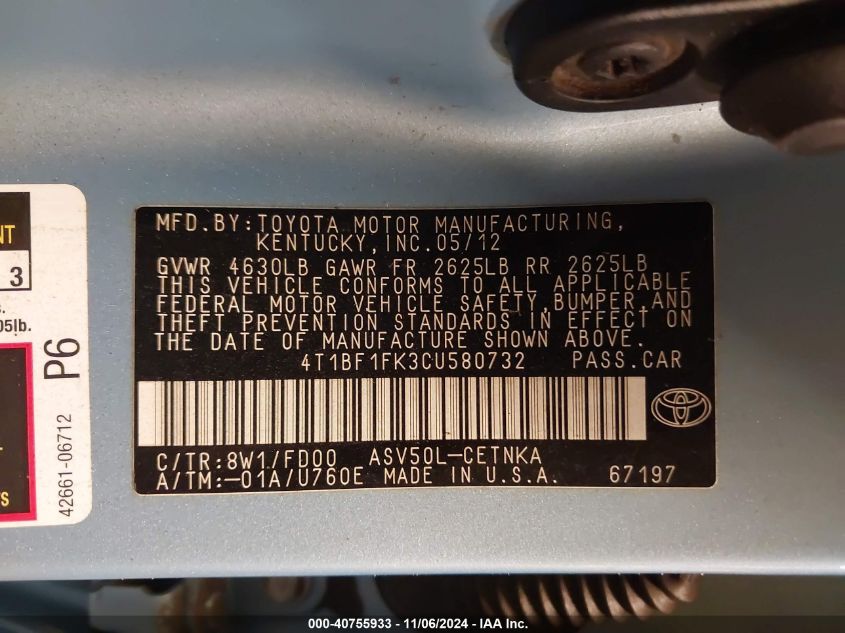 MFD.BY:TOYOTA MOTOR MANUFACTURING,
KENTUCKY,INC.05/12
GVWR 4630LB GAWR FR 2625LB RR 2625LB
THIS VEHICLE CONFORMS TO ALL APPLICABLE
FEDERAL MOTOR VEHICLE SAFETY,BUMPER,AND
THEFT PREVENTION STANDARDS IN EFFECT ON
THE DATE OF MANUFACTURE SHOWN ABOVE.
4T1BF1FK3CU580732 PASS.CAR
C/TR:8W1/FD00 ASV50L-CETNKA
A/TM:-01A/U760E MADE IN U.S.A. 67197
3
P6
42661-06712
000-40755933 - 11/06/2024 - IAA Inc.